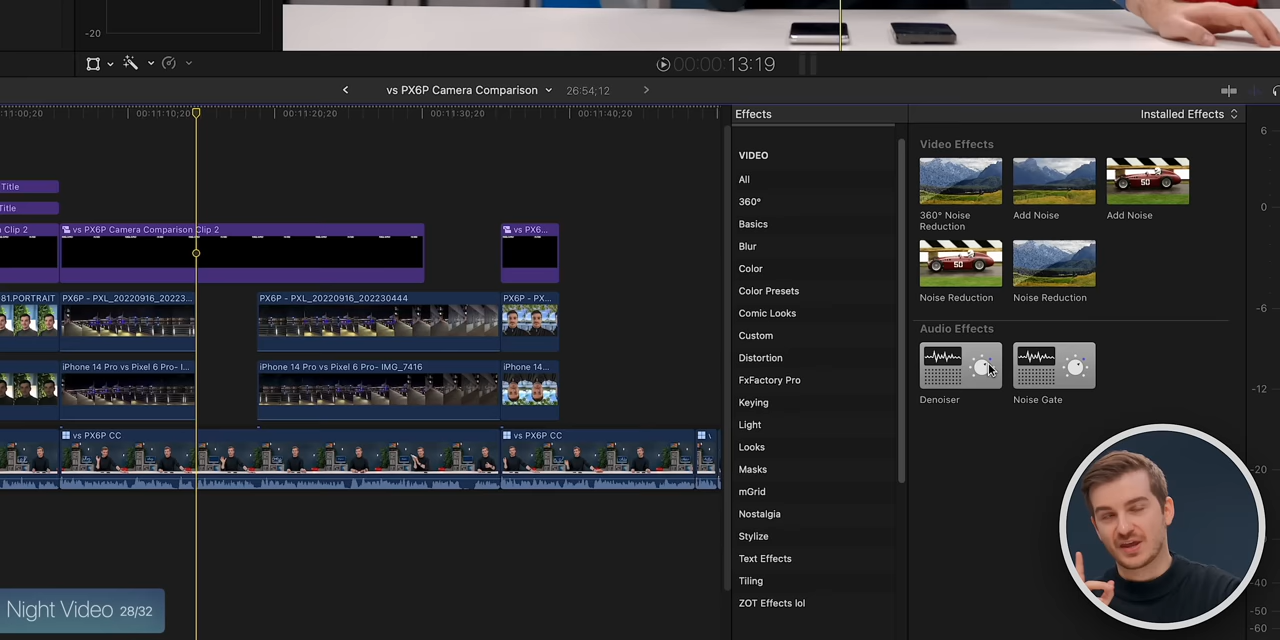 -20
00:00:00:13:19
vs PX6P Camera Comparison
26:54;12
11:00;20
00:11:10;20
00:11:20;20
00:11:30;20
00:11:40;20
Title
Title
Clip 2
vs PX6P Camera Comparison Clip 2
vs PX6...
81.PORTRAIT
PX6P - PXL_20220916_20223...
PX6P - PXL_20220916_202230444
PX6P - PX...
iPhone 14 Pro vs Pixel 6 Pro- I...
iPhone 14 Pro vs Pixel 6 Pro- IMG_7416
iPhone 14...
vs PX6P CC
vs PX6P CC
Night Video 28/32
Effects
Installed Effects
VIDEO
All
360°
Basics
Blur
Color
Color Presets
Comic Looks
Custom
Distortion
FxFactory Pro
Keying
Light
Looks
Masks
mGrid
Nostalgia
Stylize
Text Effects
Tiling
ZOT Effects lol
Video Effects
50
360° Noise
Reduction
Add Noise
Add Noise
50
Noise Reduction
Noise Reduction
Audio Effects
Denoiser
Noise Gate
6
0
-6
-12
-20
-40
-50
-60